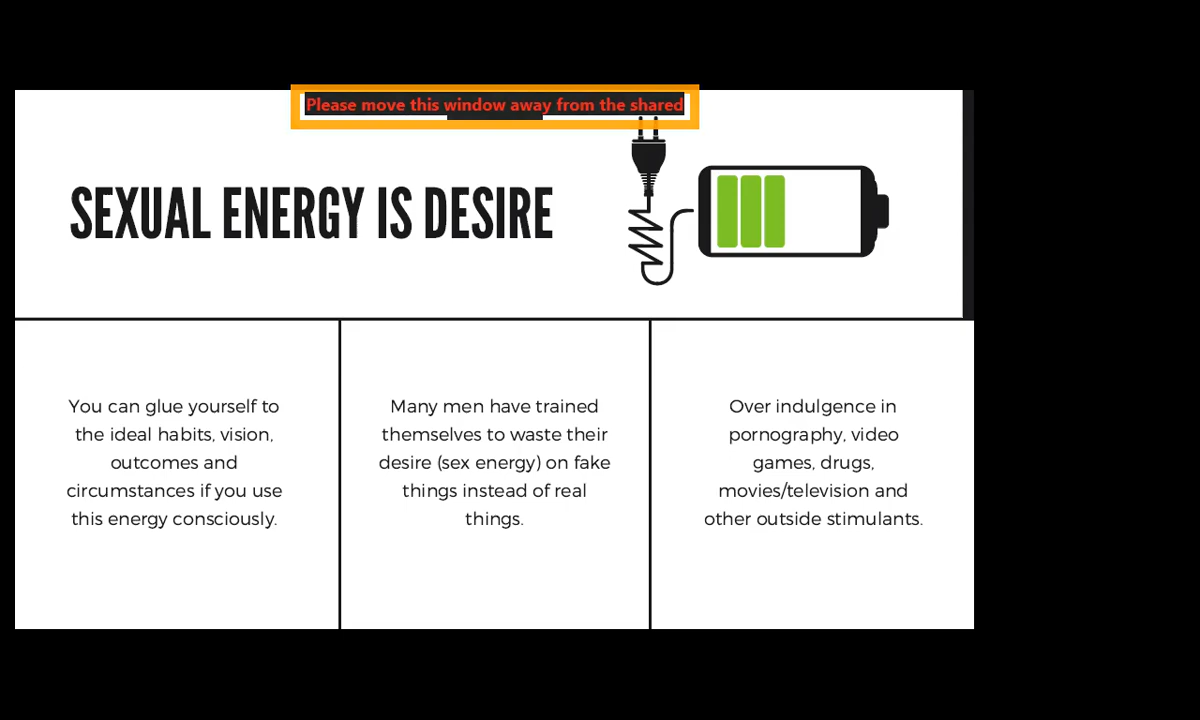 Please move this window away from the shared
SEXUAL ENERGY IS DESIRE
You can glue yourself to
the ideal habits, vision,
outcomes and
circumstances if you use
this energy consciously.
Many men have trained
themselves to waste their
desire (sex energy) on fake
things instead of real
things.
Over indulgence in
pornography, video
games, drugs,
movies/television and
other outside stimulants.